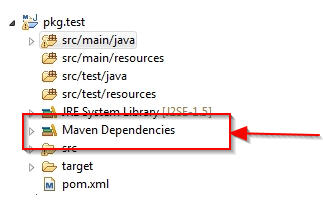 pkg.test
src/main/java
src/main/resources
src/test/java
src/test/resources
JRE System Library [J2SE-1.5]
Maven Dependencies
src
target
pom.xml